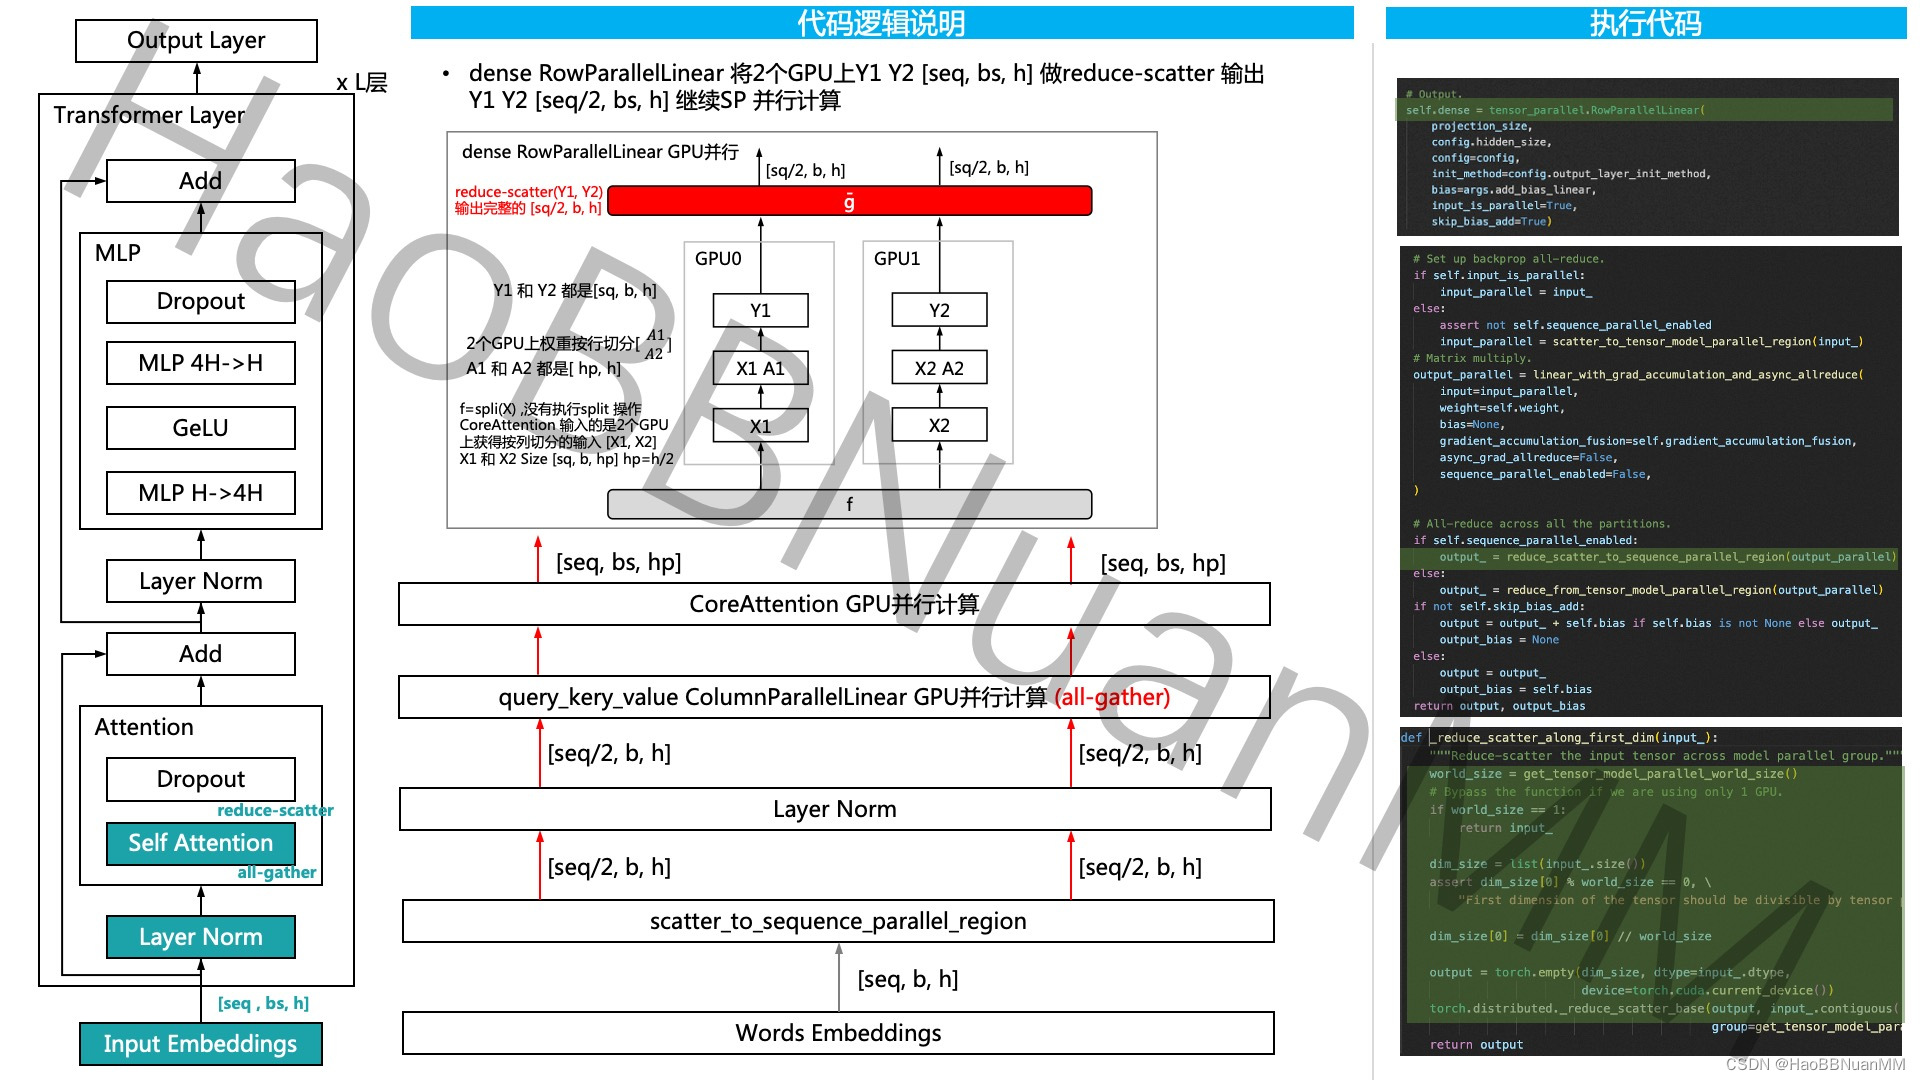 Output Layer
x L层
Transformer Layer
Add
MLP
Dropout
MLP 4H->H
GeLU
MLP H->4H
Layer Norm
Add
Attention
Dropout
reduce-scatter
Self Attention
all-gather
Layer Norm
[seq , bs, h]
Input Embeddings
代码逻辑说明
• dense RowParallelLinear 将2个GPU上Y1 Y2 [seq, bs, h] 做reduce-scatter 输出
Y1 Y2 [seq/2, bs, h] 继续SP 并行计算
dense RowParallelLinear GPU并行
[sq/2, b, h]
[sq/2, b, h]
reduce-scatter(Y1, Y2)
输出完整的 [sq/2, b, h]
ḡ
GPU0
GPU1
Y1 和 Y2 都是[sq, b, h]
Y1
Y2
2个GPU上权重按行切分[ A1
A2 ]
A1 和 A2 都是[ hp, h]
X1 A1
X2 A2
f=spli(X) ,没有执行split 操作
CoreAttention 输入的是2个GPU
上获得按列切分的输入 [X1, X2]
X1 和 X2 Size [sq, b, hp] hp=h/2
X1
X2
f
[seq, bs, hp]
[seq, bs, hp]
CoreAttention GPU并行计算
query_kery_value ColumnParallelLinear GPU并行计算 (all-gather)
[seq/2, b, h]
[seq/2, b, h]
Layer Norm
[seq/2, b, h]
[seq/2, b, h]
scatter_to_sequence_parallel_region
[seq, b, h]
Words Embeddings
执行代码
# Output.
self.dense = tensor_parallel.RowParallelLinear(
projection_size,
config.hidden_size,
config=config,
init_method=config.output_layer_init_method,
bias=args.add_bias_linear,
input_is_parallel=True,
skip_bias_add=True)
# Set up backprop all-reduce.
if self.input_is_parallel:
input_parallel = input_
else:
assert not self.sequence_parallel_enabled
input_parallel = scatter_to_tensor_model_parallel_region(input_)
# Matrix multiply.
output_parallel = linear_with_grad_accumulation_and_async_allreduce(
input=input_parallel,
weight=self.weight,
bias=None,
gradient_accumulation_fusion=self.gradient_accumulation_fusion,
async_grad_allreduce=False,
sequence_parallel_enabled=False,
)
# All-reduce across all the partitions.
if self.sequence_parallel_enabled:
output_ = reduce_scatter_to_sequence_parallel_region(output_parallel)
else:
output_ = reduce_from_tensor_model_parallel_region(output_parallel)
if not self.skip_bias_add:
output = output_ + self.bias if self.bias is not None else output_
output_bias = None
else:
output = output_
output_bias = self.bias
return output, output_bias
def _reduce_scatter_along_first_dim(input_):
"""Reduce-scatter the input tensor across model parallel group."""
world_size = get_tensor_model_parallel_world_size()
# Bypass the function if we are using only 1 GPU.
if world_size == 1:
return input_
dim_size = list(input_.size())
assert dim_size[0] % world_size == 0, \
"First dimension of the tensor should be divisible by tensor
dim_size[0] = dim_size[0] // world_size
output = torch.empty(dim_size, dtype=input_.dtype,
device=torch.cuda.current_device())
torch.distributed._reduce_scatter_base(output, input_.contiguous(
group=get_tensor_model_par
return output
HaoBBNuanMM
CSDN @HaoBBNuanMM